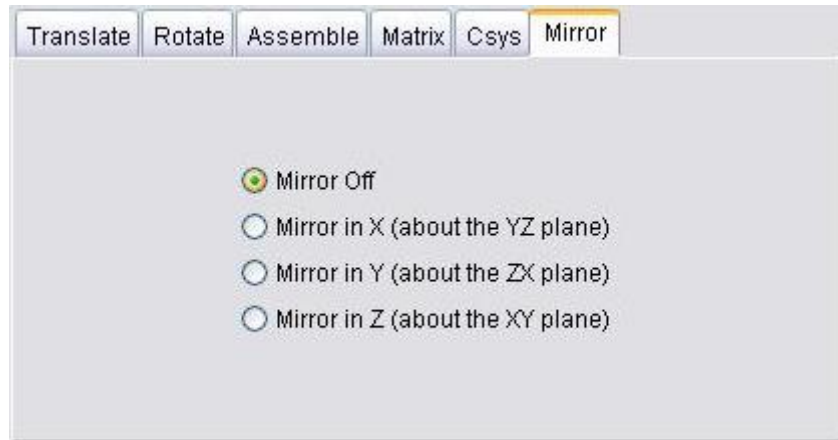 Translate Rotate Assemble Matrix Csys Mirror
Mirror Off
Mirror in X (about the YZ plane)
Mirror in Y (about the ZX plane)
Mirror in Z (about the XY plane)